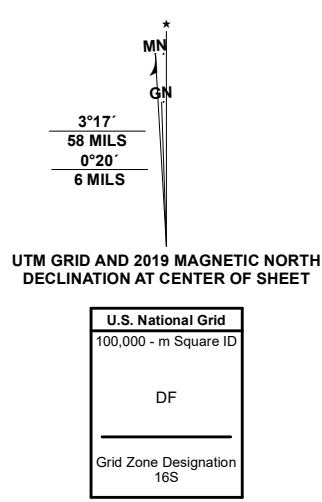 ★
MN
GN
3°17´
58 MILS
0°20´
6 MILS
UTM GRID AND 2019 MAGNETIC NORTH
DECLINATION AT CENTER OF SHEET
U.S. National Grid
100,000 - m Square ID
DF
Grid Zone Designation
16S